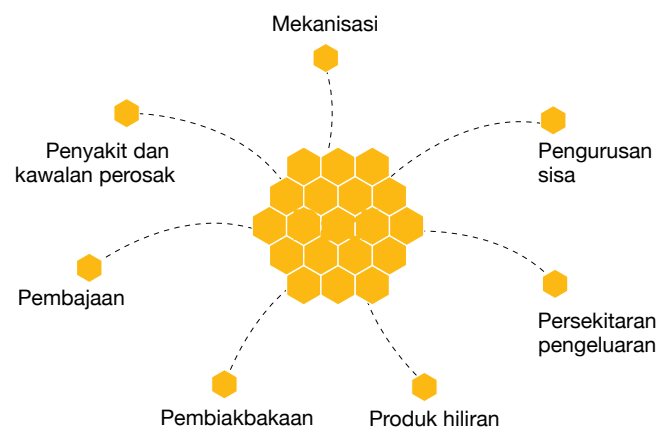 Mekanisasi
Penyakit dan
kawalan perosak
Pengurusan
sisa
Pembajaan
Persekitaran
pengeluaran
Pembiakbakaan
Produk hiliran